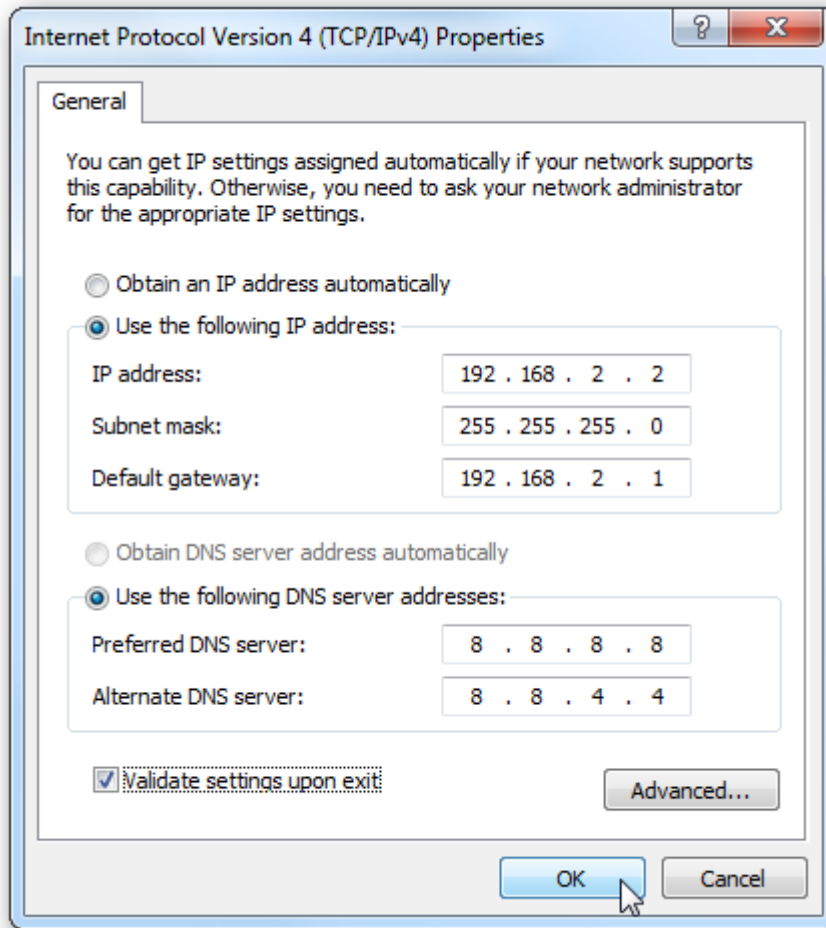 Internet Protocol Version 4 (TCP/IPv4) Properties
General
You can get IP settings assigned automatically if your network supports
this capability. Otherwise, you need to ask your network administrator
for the appropriate IP settings.
Obtain an IP address automatically
Use the following IP address:
IP address: 192 . 168 . 2 . 2
Subnet mask: 255 . 255 . 255 . 0
Default gateway: 192 . 168 . 2 . 1
Obtain DNS server address automatically
Use the following DNS server addresses:
Preferred DNS server: 8 . 8 . 8 . 8
Alternate DNS server: 8 . 8 . 4 . 4
Validate settings upon exit
Advanced...
OK Cancel